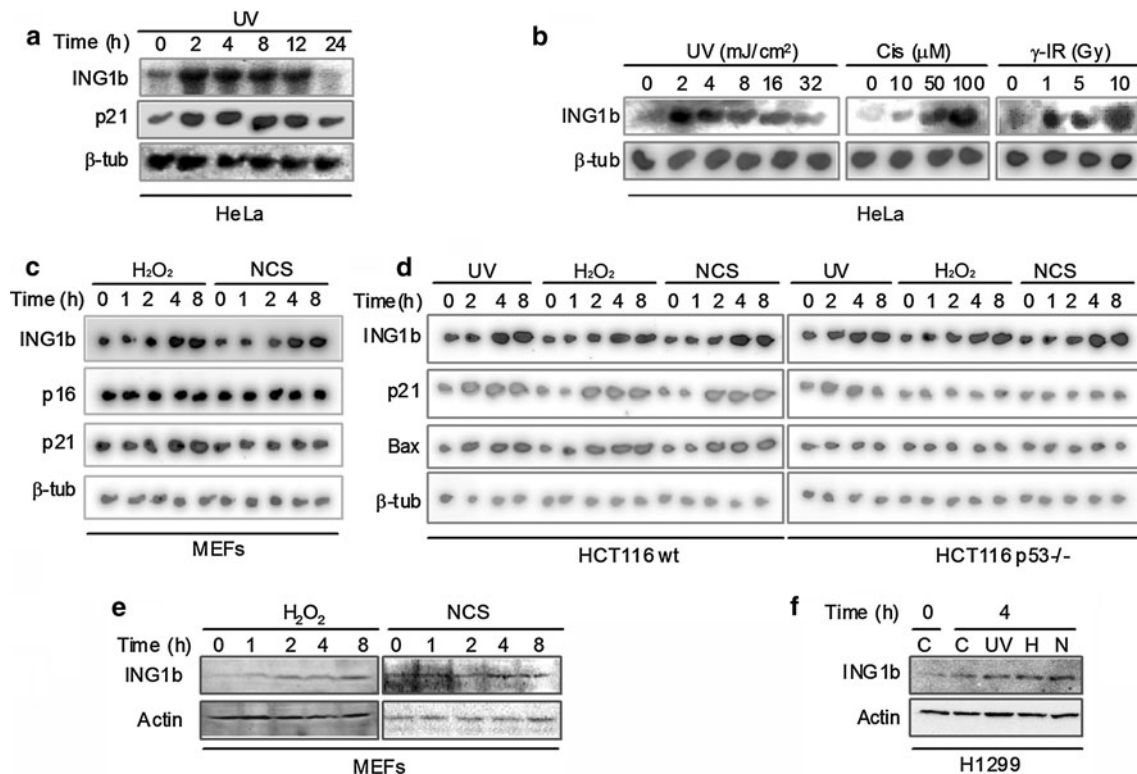 a
UV
Time (h) 0 2 4 8 12 24
ING1b
p21
β-tub
HeLa
b
UV (mJ/cm²) Cis (μM) γ-IR (Gy)
0 2 4 8 16 32 0 10 50 100 0 1 5 10
ING1b
β-tub
HeLa
c
H₂O₂ NCS
Time (h) 0 1 2 4 8 0 1 2 4 8
ING1b
p16
p21
β-tub
MEFs
d
UV H₂O₂ NCS UV H₂O₂ NCS
Time (h) 0 2 4 8 0 1 2 4 8 0 1 2 4 8 0 2 4 8 0 1 2 4 8 0 1 2 4 8
ING1b
p21
Bax
β-tub
HCT116 wt HCT116 p53-/-
e
H₂O₂ NCS
Time (h) 0 1 2 4 8 0 1 2 4 8
ING1b
Actin
MEFs
f
Time (h) 0 4
C C UV H N
ING1b
Actin
H1299